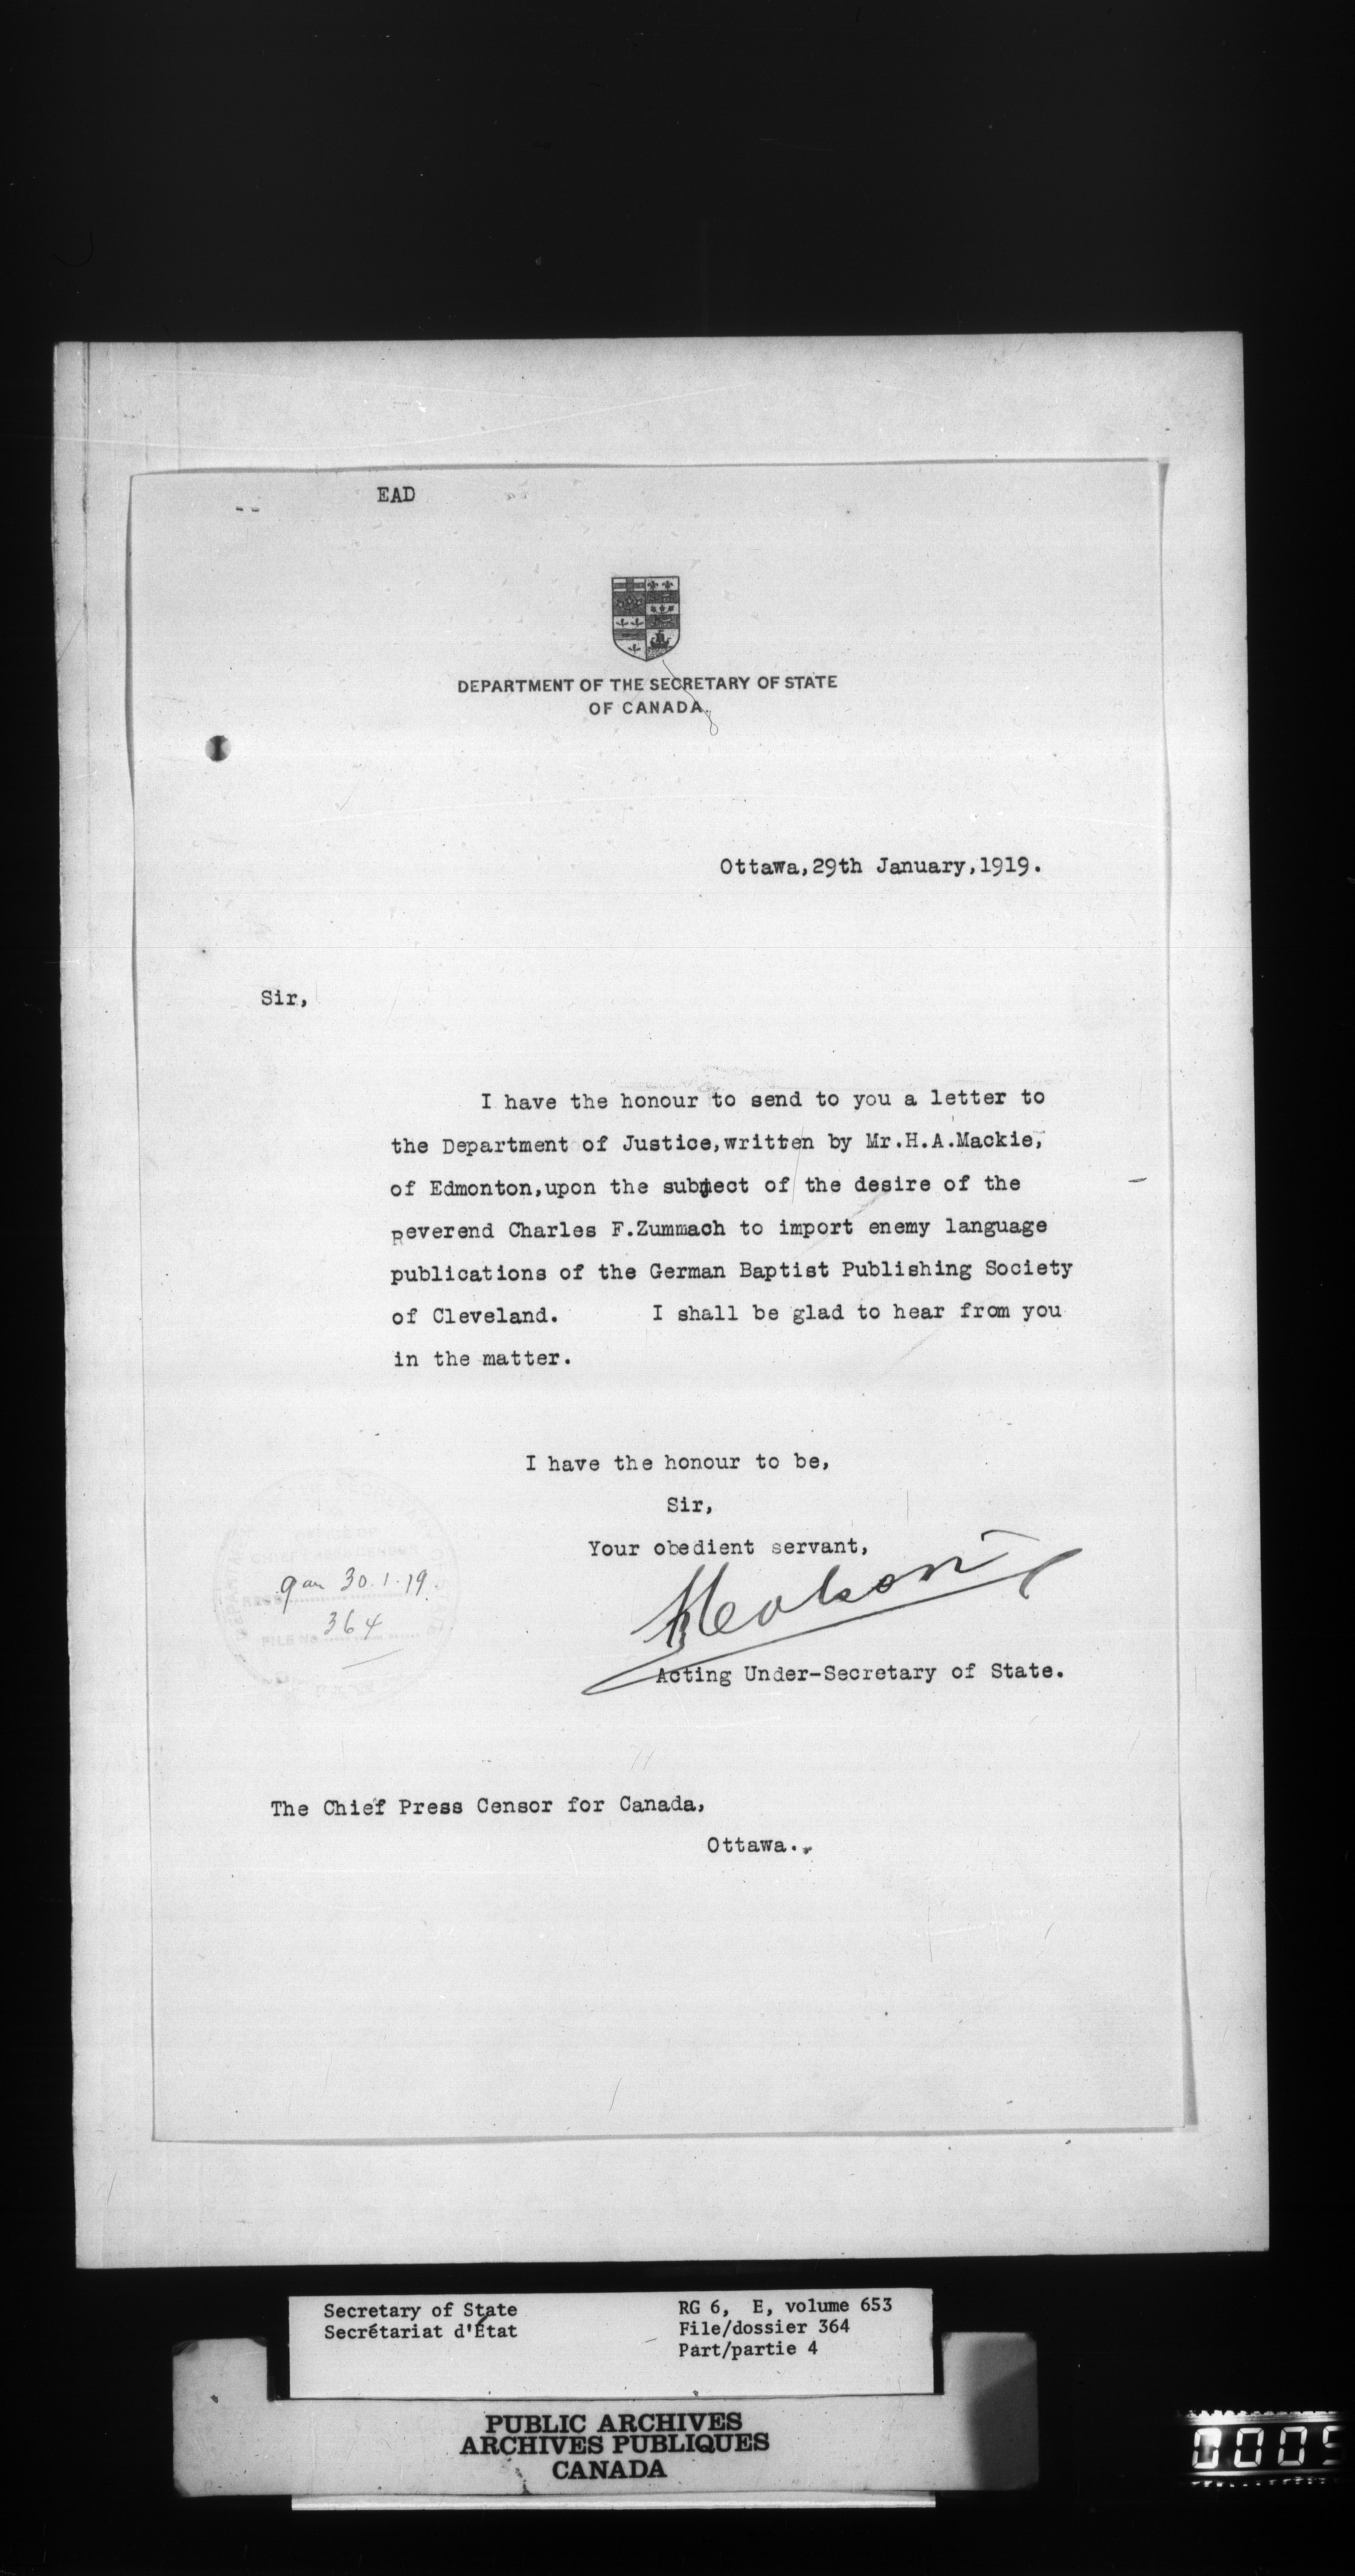 EAD
DEPARTMENT OF THE SECRETARY OF STATE
OF CANADA.
Ottawa,29th January,1919.
Sir,
I have the honour to send to you a letter to
the Department of Justice,written by Mr.H.A.Mackie,
of Edmonton,upon the subject of the desire of the
Reverend Charles F.Zummach to import enemy language
publications of the German Baptist Publishing Society
of Cleveland. I shall be glad to hear from you
in the matter.
I have the honour to be,
Sir,
Your obedient servant,
Acting Under-Secretary of State.
30.1.19.
FILE No. 364
The Chief Press Censor for Canada,
Ottawa..
Secretary of State
Secrétariat d'État
RG 6, E, volume 653
File/dossier 364
Part/partie 4
PUBLIC ARCHIVES
ARCHIVES PUBLIQUES
CANADA